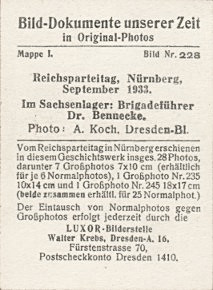 Bild-Dokumente unserer Zeit
in Original-Photos
Mappe I. Bild Nr. 228
Reichsparteitag, Nürnberg,
September 1933.
Im Sachsenlager: Brigadeführer
Dr. Bennecke.
Photo: A. Koch, Dresden-Bl.
Vom Reichsparteitag in Nürnberg erschienen
in diesem Geschichtswerk insges. 28 Photos,
darunter 7 Großphotos 7x10 cm (erhältlich
für je 6 Normalphotos), 1 Großphoto Nr. 235
10x14 cm und 1 Großphoto Nr. 245 18x17 cm
(beide zusammen erhältl. für 25 Normalphot.)
Der Eintausch von Normalphotos gegen
Großphotos erfolgt jederzeit durch die
LUXOR-Bilderstelle
Walter Krebs, Dresden-A. 16,
Fürstenstraße 70,
Postscheckkonto Dresden 1410.